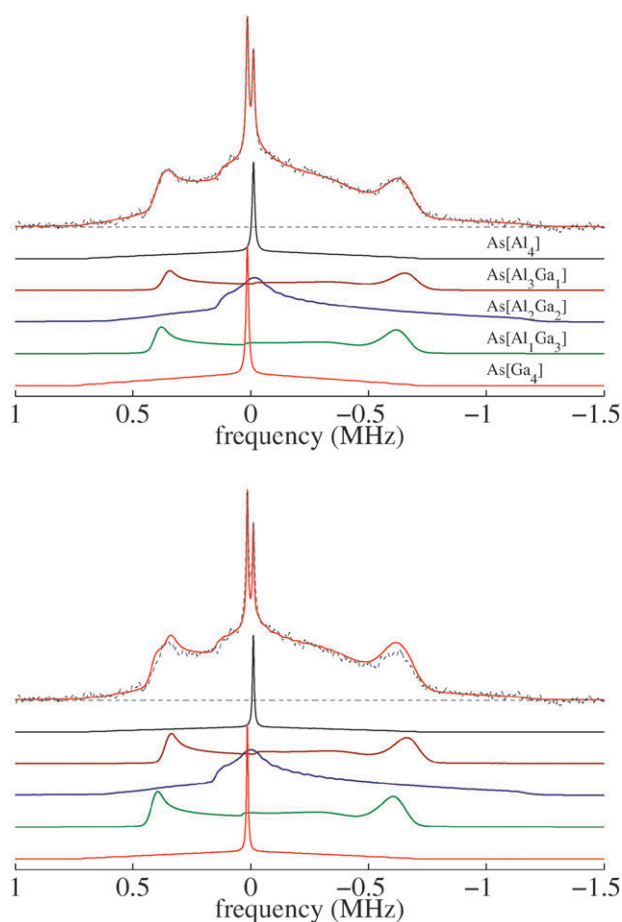 As[Al₄]
As[Al₃Ga₁]
As[Al₂Ga₂]
As[Al₁Ga₃]
As[Ga₄]
1 0.5 0 −0.5 −1 −1.5
frequency (MHz)
1 0.5 0 −0.5 −1 −1.5
frequency (MHz)